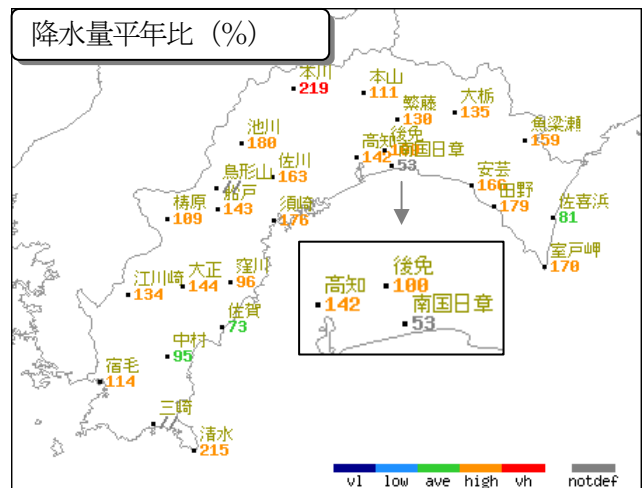 降水量平年比（%）
本川
219
本山
111
繁藤
130
大栃
135
魚梁瀬
159
池川
180
高知
142
後免
南国日章
53
佐川
163
鳥形山
//
船戸
143
安芸
166
田野
179
佐喜浜
81
梼原
109
須崎
176
室戸岬
170
江川崎
134
大正
144
窪川
96
佐賀
73
中村
95
宿毛
114
三崎
//
清水
215
高知
142
後免
100
南国日章
53
vl low ave high vh notdef